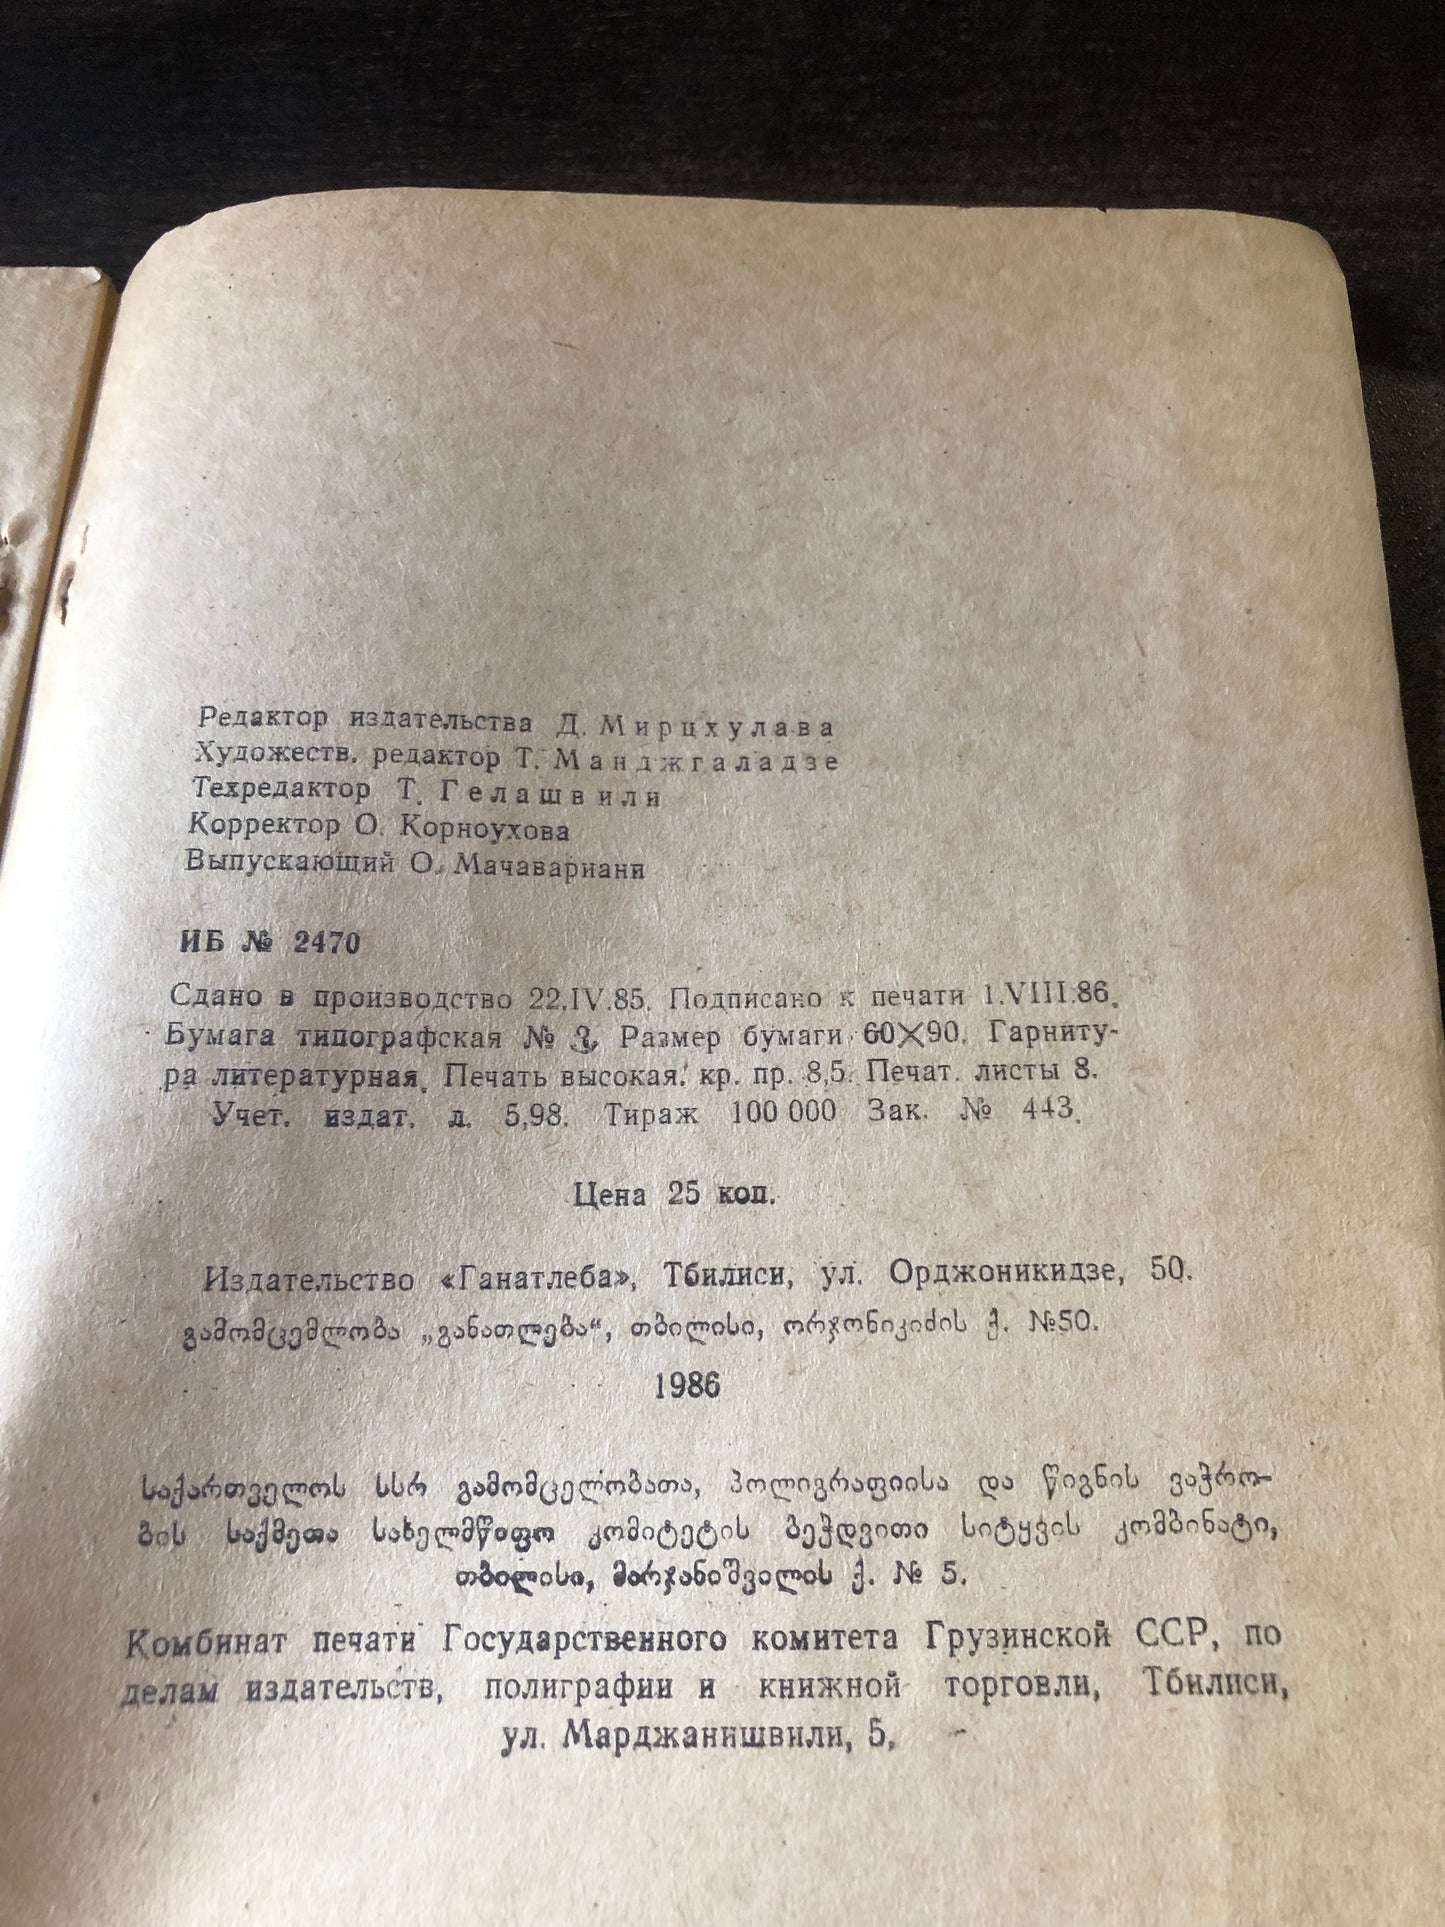 Редактор издательства Д. Мирцхулава
Художеств. редактор Т. Манджгаладзе
Техредактор Т. Гелашвили
Корректор О. Корноухова
Выпускающий О. Мачавариани
ИБ № 2470
Сдано в производство 22.IV.85. Подписано к печати 1.VIII.86.
Бумага типографская № 3. Размер бумаги 60×90. Гарниту-
ра литературная. Печать высокая. кр. пр. 8,5. Печат. листы 8.
Учет. издат. л. 5,98. Тираж 100 000 Зак. № 443.
Цена 25 коп.
Издательство «Ганатлеба», Тбилиси, ул. Орджоникидзе, 50.
გამომცემლობა „განათლება“, თბილისი, ორჯონიკიძის ქ. №50.
1986
საქართველოს სსრ გამომცელობათა, პოლიგრაფიისა და წიგნის ვაჭრო-
ბის საქმეთა სახელმწიფო კომიტეტის ბეჭდვითი სიტყვის კომბინატი,
თბილისი, მარჯანიშვილის ქ. № 5.
Комбинат печати Государственного комитета Грузинской ССР, по
делам издательств, полиграфии и книжной торговли, Тбилиси,
ул. Марджанишвили, 5.